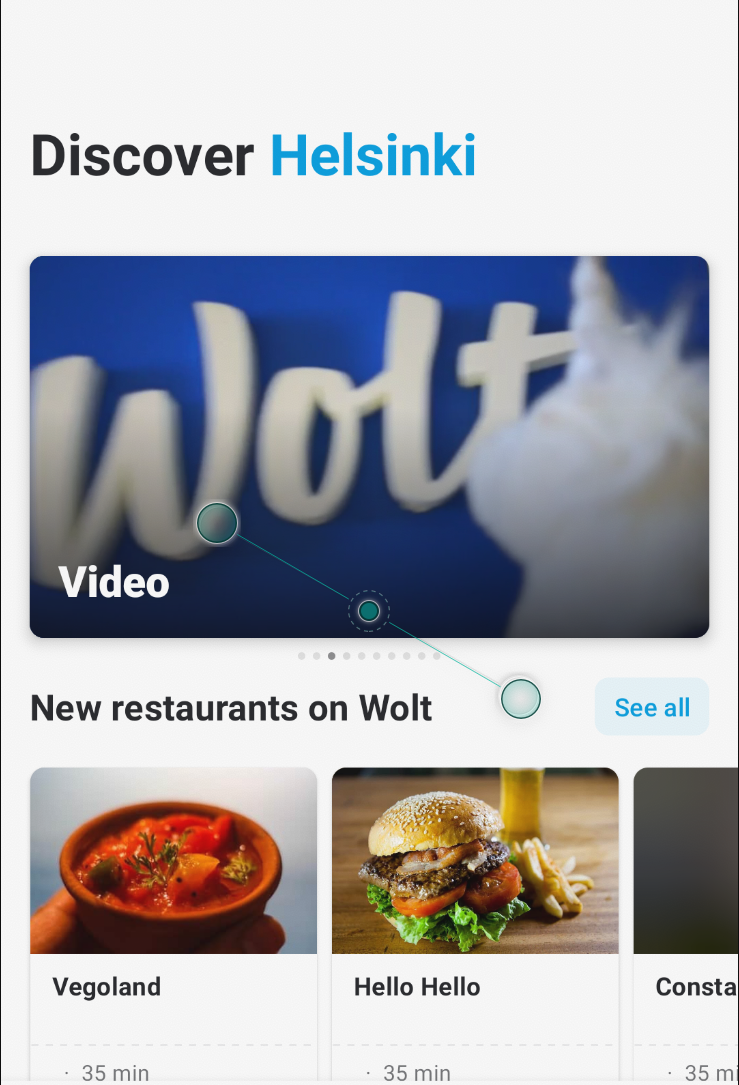 Discover Helsinki
Wolt
Video
New restaurants on Wolt
See all
Vegoland
Hello Hello
Consta
· 35 min
· 35 min
· 35 m